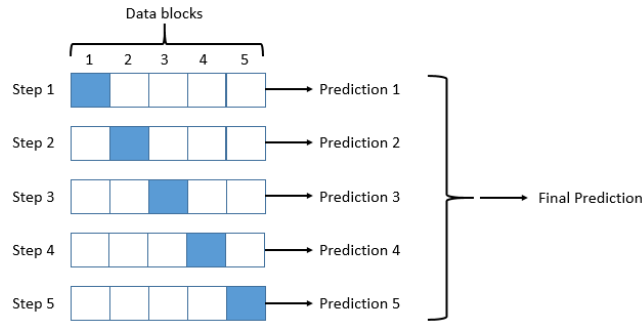 Data blocks
1 2 3 4 5
Step 1 Prediction 1
Step 2 Prediction 2
Step 3 Prediction 3
Final Prediction
Step 4 Prediction 4
Step 5 Prediction 5